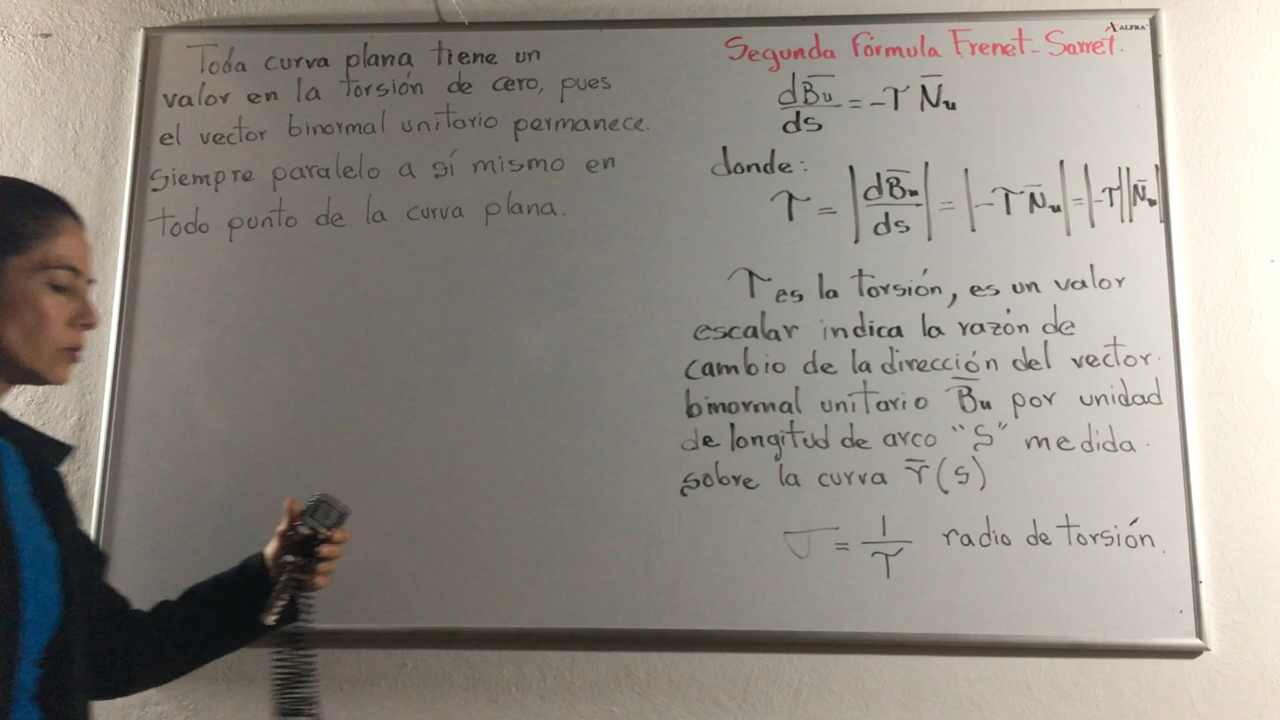 Toda curva plana tiene un
valor en la torsión de cero, pues
el vector binormal unitario permanece.
siempre paralelo a sí mismo en
todo punto de la curva plana.
ALFRA
Segunda Fórmula Frenet-Sarret.
dB̅u/ds = -τ N̅u
donde:
τ = |dB̅u/ds| = |-τ N̅u| = |-τ||N̅u|
τ es la torsión, es un valor
escalar indica la razón de
cambio de la dirección del vector.
binormal unitario B̅u por unidad
de longitud de arco "S" medida.
sobre la curva r̅(s)
σ = 1/τ radio de torsión.